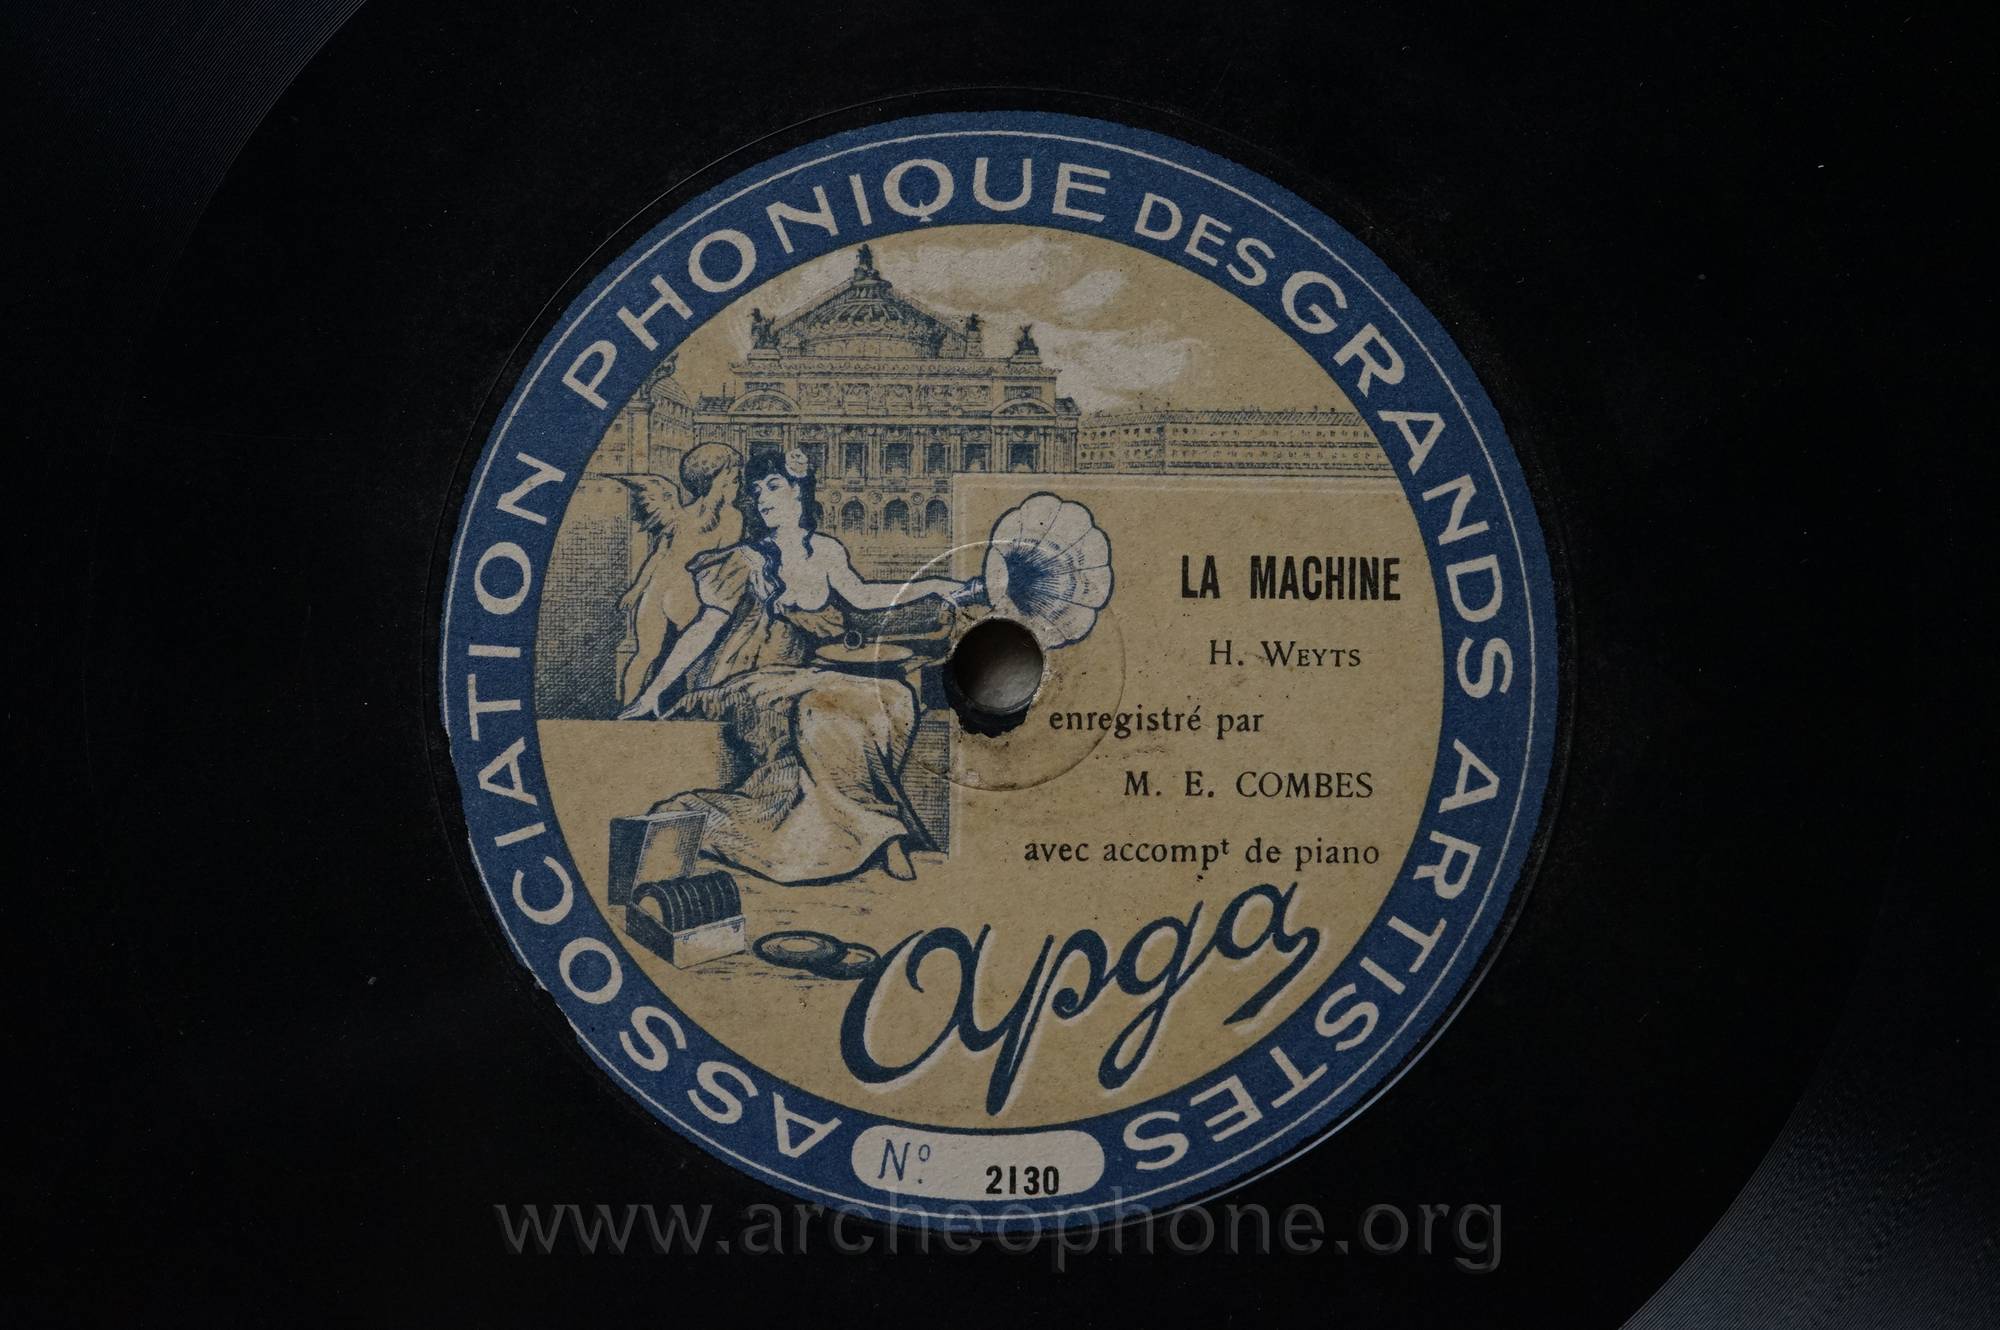 ASSOCIATION PHONIQUE DES GRANDS ARTISTES
LA MACHINE
H. WEYTS
enregistré par
M. E. COMBES
avec accompᵗ de piano
apga
Nº. 2130
www.archeophone.org